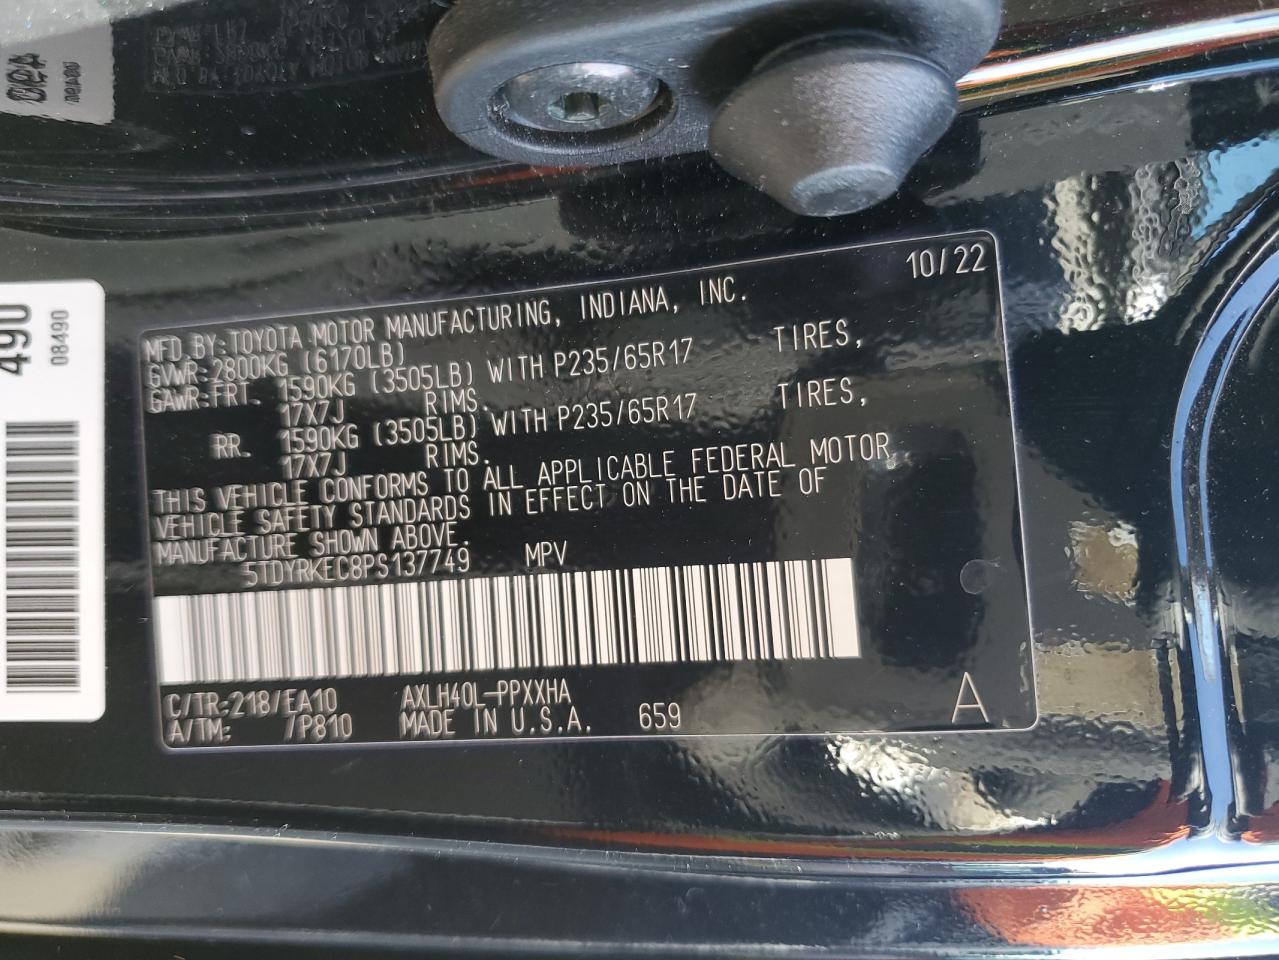 490
08490
10/22
MFD.BY:TOYOTA MOTOR MANUFACTURING, INDIANA, INC.
GVWR:2800KG (6170LB)
GAWR:FRT. 1590KG (3505LB) WITH P235/65R17 TIRES,
17X7J RIMS.
RR. 1590KG (3505LB) WITH P235/65R17 TIRES,
17X7J RIMS.
THIS VEHICLE CONFORMS TO ALL APPLICABLE FEDERAL MOTOR
VEHICLE SAFETY STANDARDS IN EFFECT ON THE DATE OF
MANUFACTURE SHOWN ABOVE.
5TDYRKEC8PS137749 MPV
C/TR:218/EA10 AXLH40L-PPXXHA
A/TM: /P810 MADE IN U.S.A. 659
A